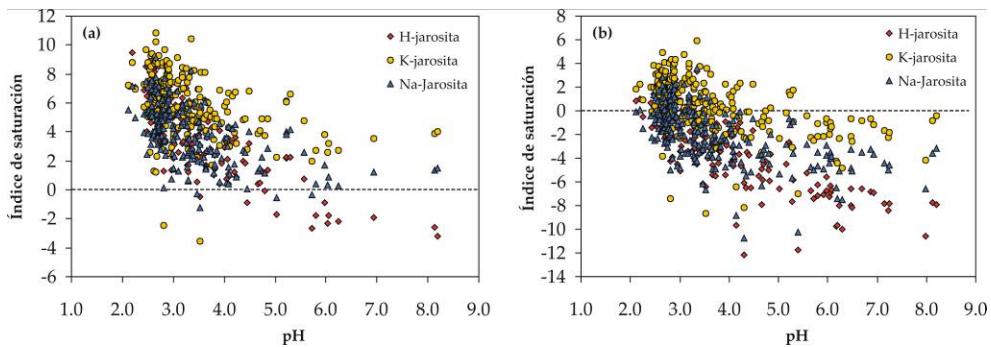 (a)
H-jarosita
K-jarosita
Na-Jarosita
Índice de saturación
12
10
8
6
4
2
0
-2
-4
-6
1.0 2.0 3.0 4.0 5.0 6.0 7.0 8.0 9.0
pH
(b)
H-jarosita
K-jarosita
Na-Jarosita
Índice de saturación
8
6
4
2
0
-2
-4
-6
-8
-10
-12
-14
1.0 2.0 3.0 4.0 5.0 6.0 7.0 8.0 9.0
pH